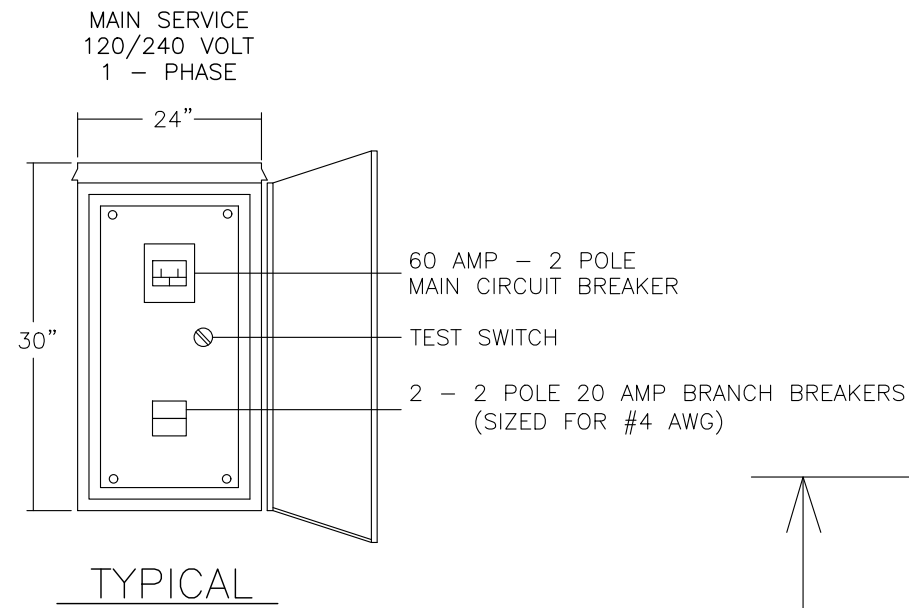 MAIN SERVICE
120/240 VOLT
1 – PHASE
24”
30”
60 AMP – 2 POLE
MAIN CIRCUIT BREAKER
TEST SWITCH
2 – 2 POLE 20 AMP BRANCH BREAKERS
(SIZED FOR #4 AWG)
TYPICAL